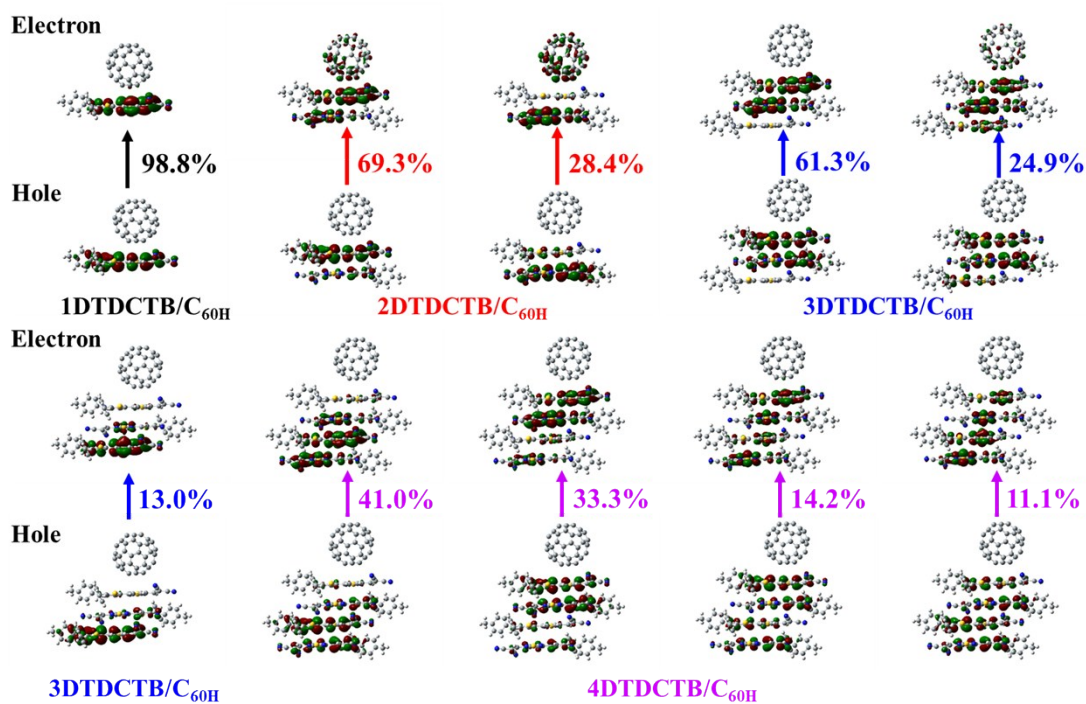 Electron
98.8% 69.3% 28.4% 61.3% 24.9%
Hole
1DTDCTB/C60H 2DTDCTB/C60H 3DTDCTB/C60H
Electron
13.0% 41.0% 33.3% 14.2% 11.1%
Hole
3DTDCTB/C60H 4DTDCTB/C60H